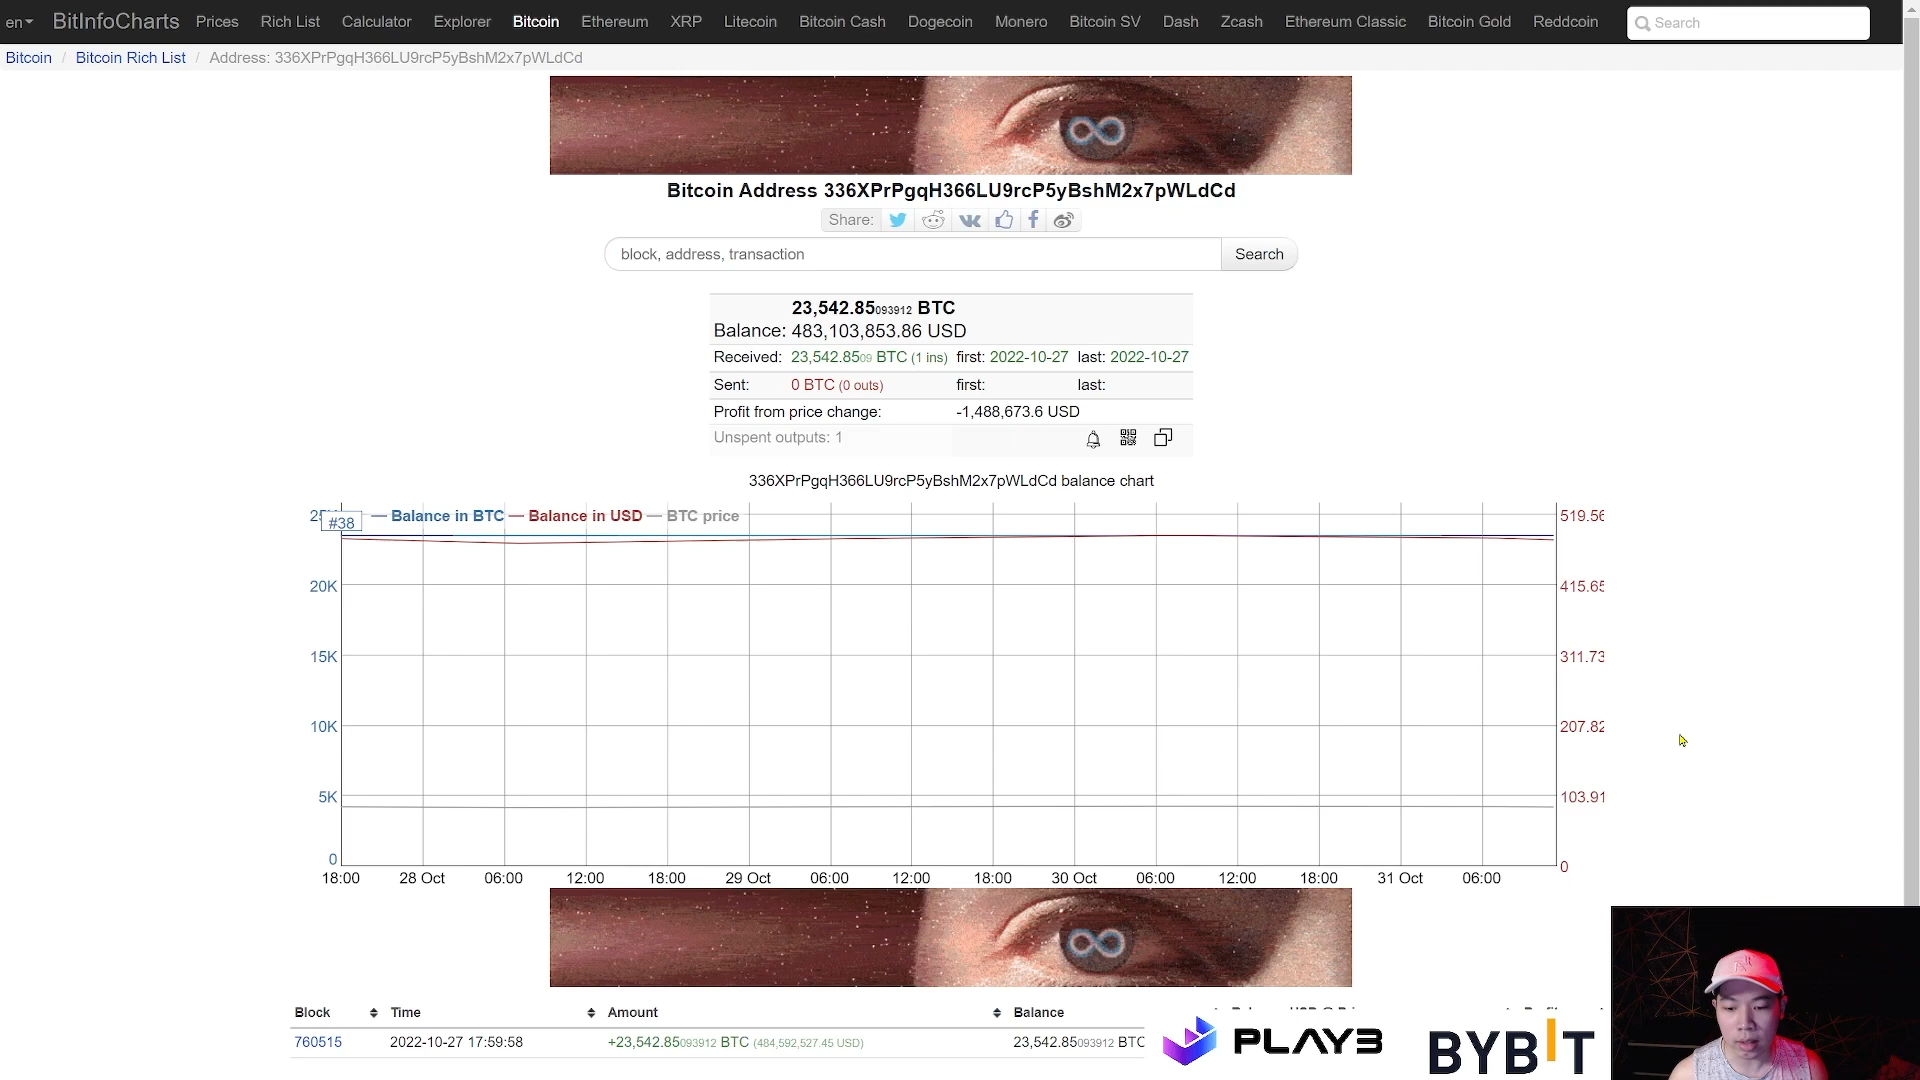 en BitInfoCharts Prices Rich List Calculator Explorer Bitcoin Ethereum XRP Litecoin Bitcoin Cash Dogecoin Monero Bitcoin SV Dash Zcash Ethereum Classic Bitcoin Gold Reddcoin Search
Bitcoin / Bitcoin Rich List / Address: 336XPrPgqH366LU9rcP5yBshM2x7pWLdCd
Bitcoin Address 336XPrPgqH366LU9rcP5yBshM2x7pWLdCd
Share:
block, address, transaction Search
23,542.85093912 BTC
Balance: 483,103,853.86 USD
Received: 23,542.8509 BTC (1 ins) first: 2022-10-27 last: 2022-10-27
Sent: 0 BTC (0 outs) first: last:
Profit from price change: -1,488,673.6 USD
Unspent outputs: 1
336XPrPgqH366LU9rcP5yBshM2x7pWLdCd balance chart
#38 Balance in BTC Balance in USD BTC price 519.56
20K 415.65
15K 311.73
10K 207.82
5K 103.91
0 0
18:00 28 Oct 06:00 12:00 18:00 29 Oct 06:00 12:00 18:00 30 Oct 06:00 12:00 18:00 31 Oct 06:00
Block Time Amount Balance
760515 2022-10-27 17:59:58 +23,542.85093912 BTC (484,592,527.45 USD) 23,542.85093912 BTC
PLAY3
BYBIT